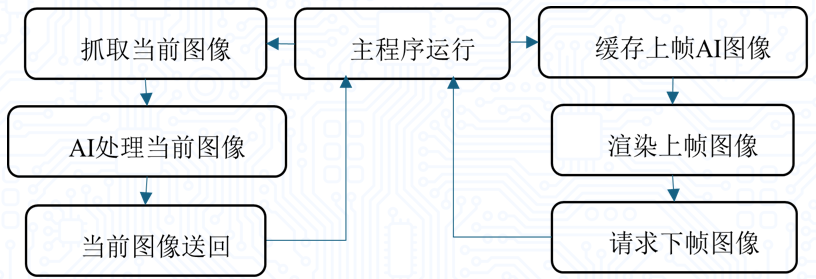 抓取当前图像
主程序运行
缓存上帧AI图像
AI处理当前图像
渲染上帧图像
当前图像送回
请求下帧图像